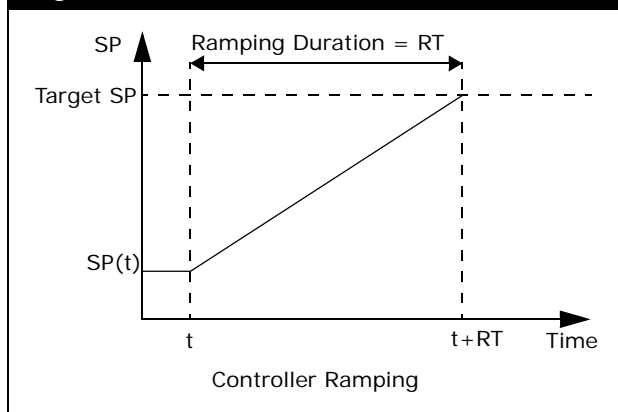 SP
Ramping Duration = RT
Target SP
SP(t)
t
t+RT
Time
Controller Ramping